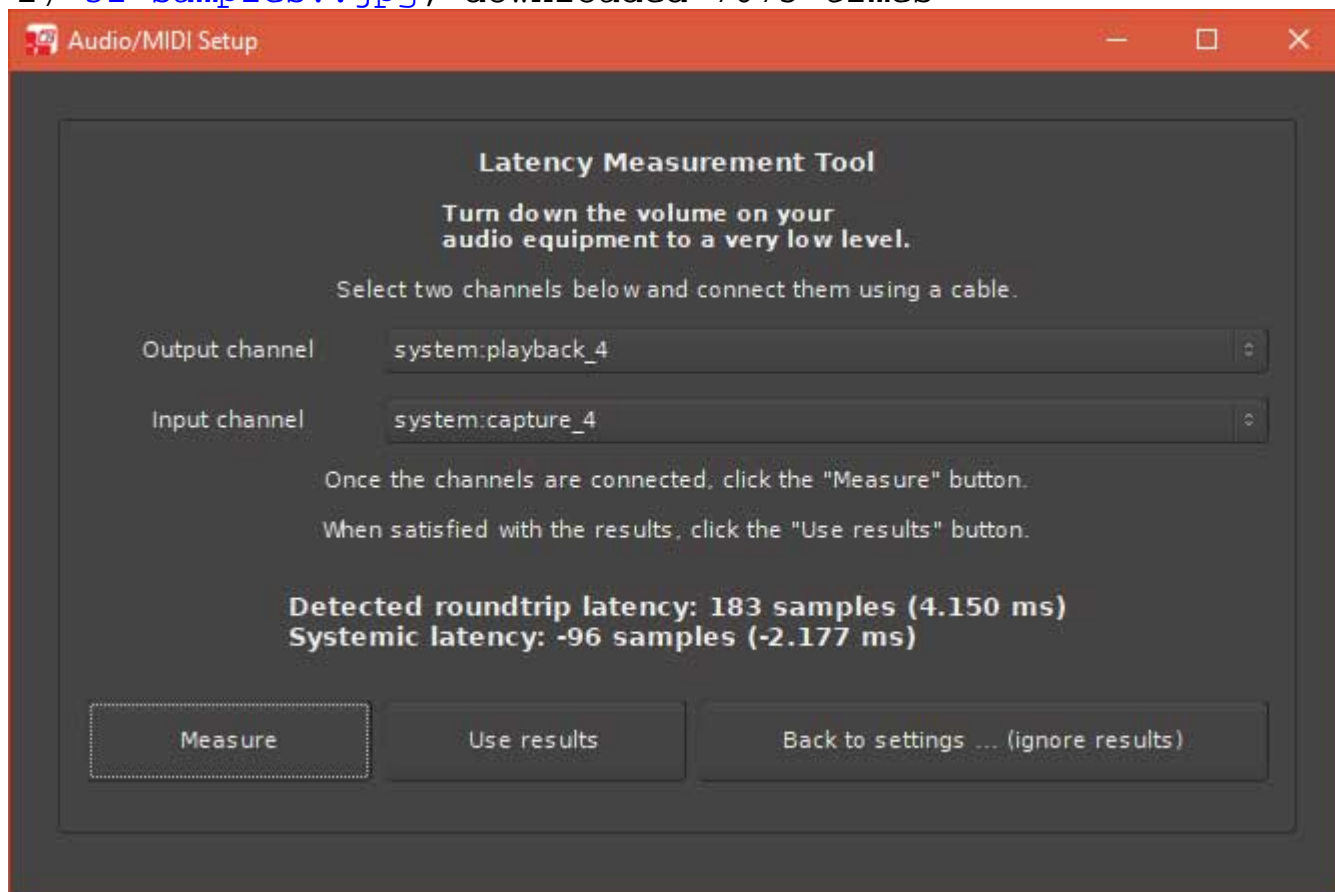 Audio/MIDI Setup
Latency Measurement Tool
Turn down the volume on your
audio equipment to a very low level.
Select two channels below and connect them using a cable.
Output channel system:playback_4
Input channel system:capture_4
Once the channels are connected, click the "Measure" button.
When satisfied with the results, click the "Use results" button.
Detected roundtrip latency: 183 samples (4.150 ms)
Systemic latency: -96 samples (-2.177 ms)
Measure Use results Back to settings ... (ignore results)